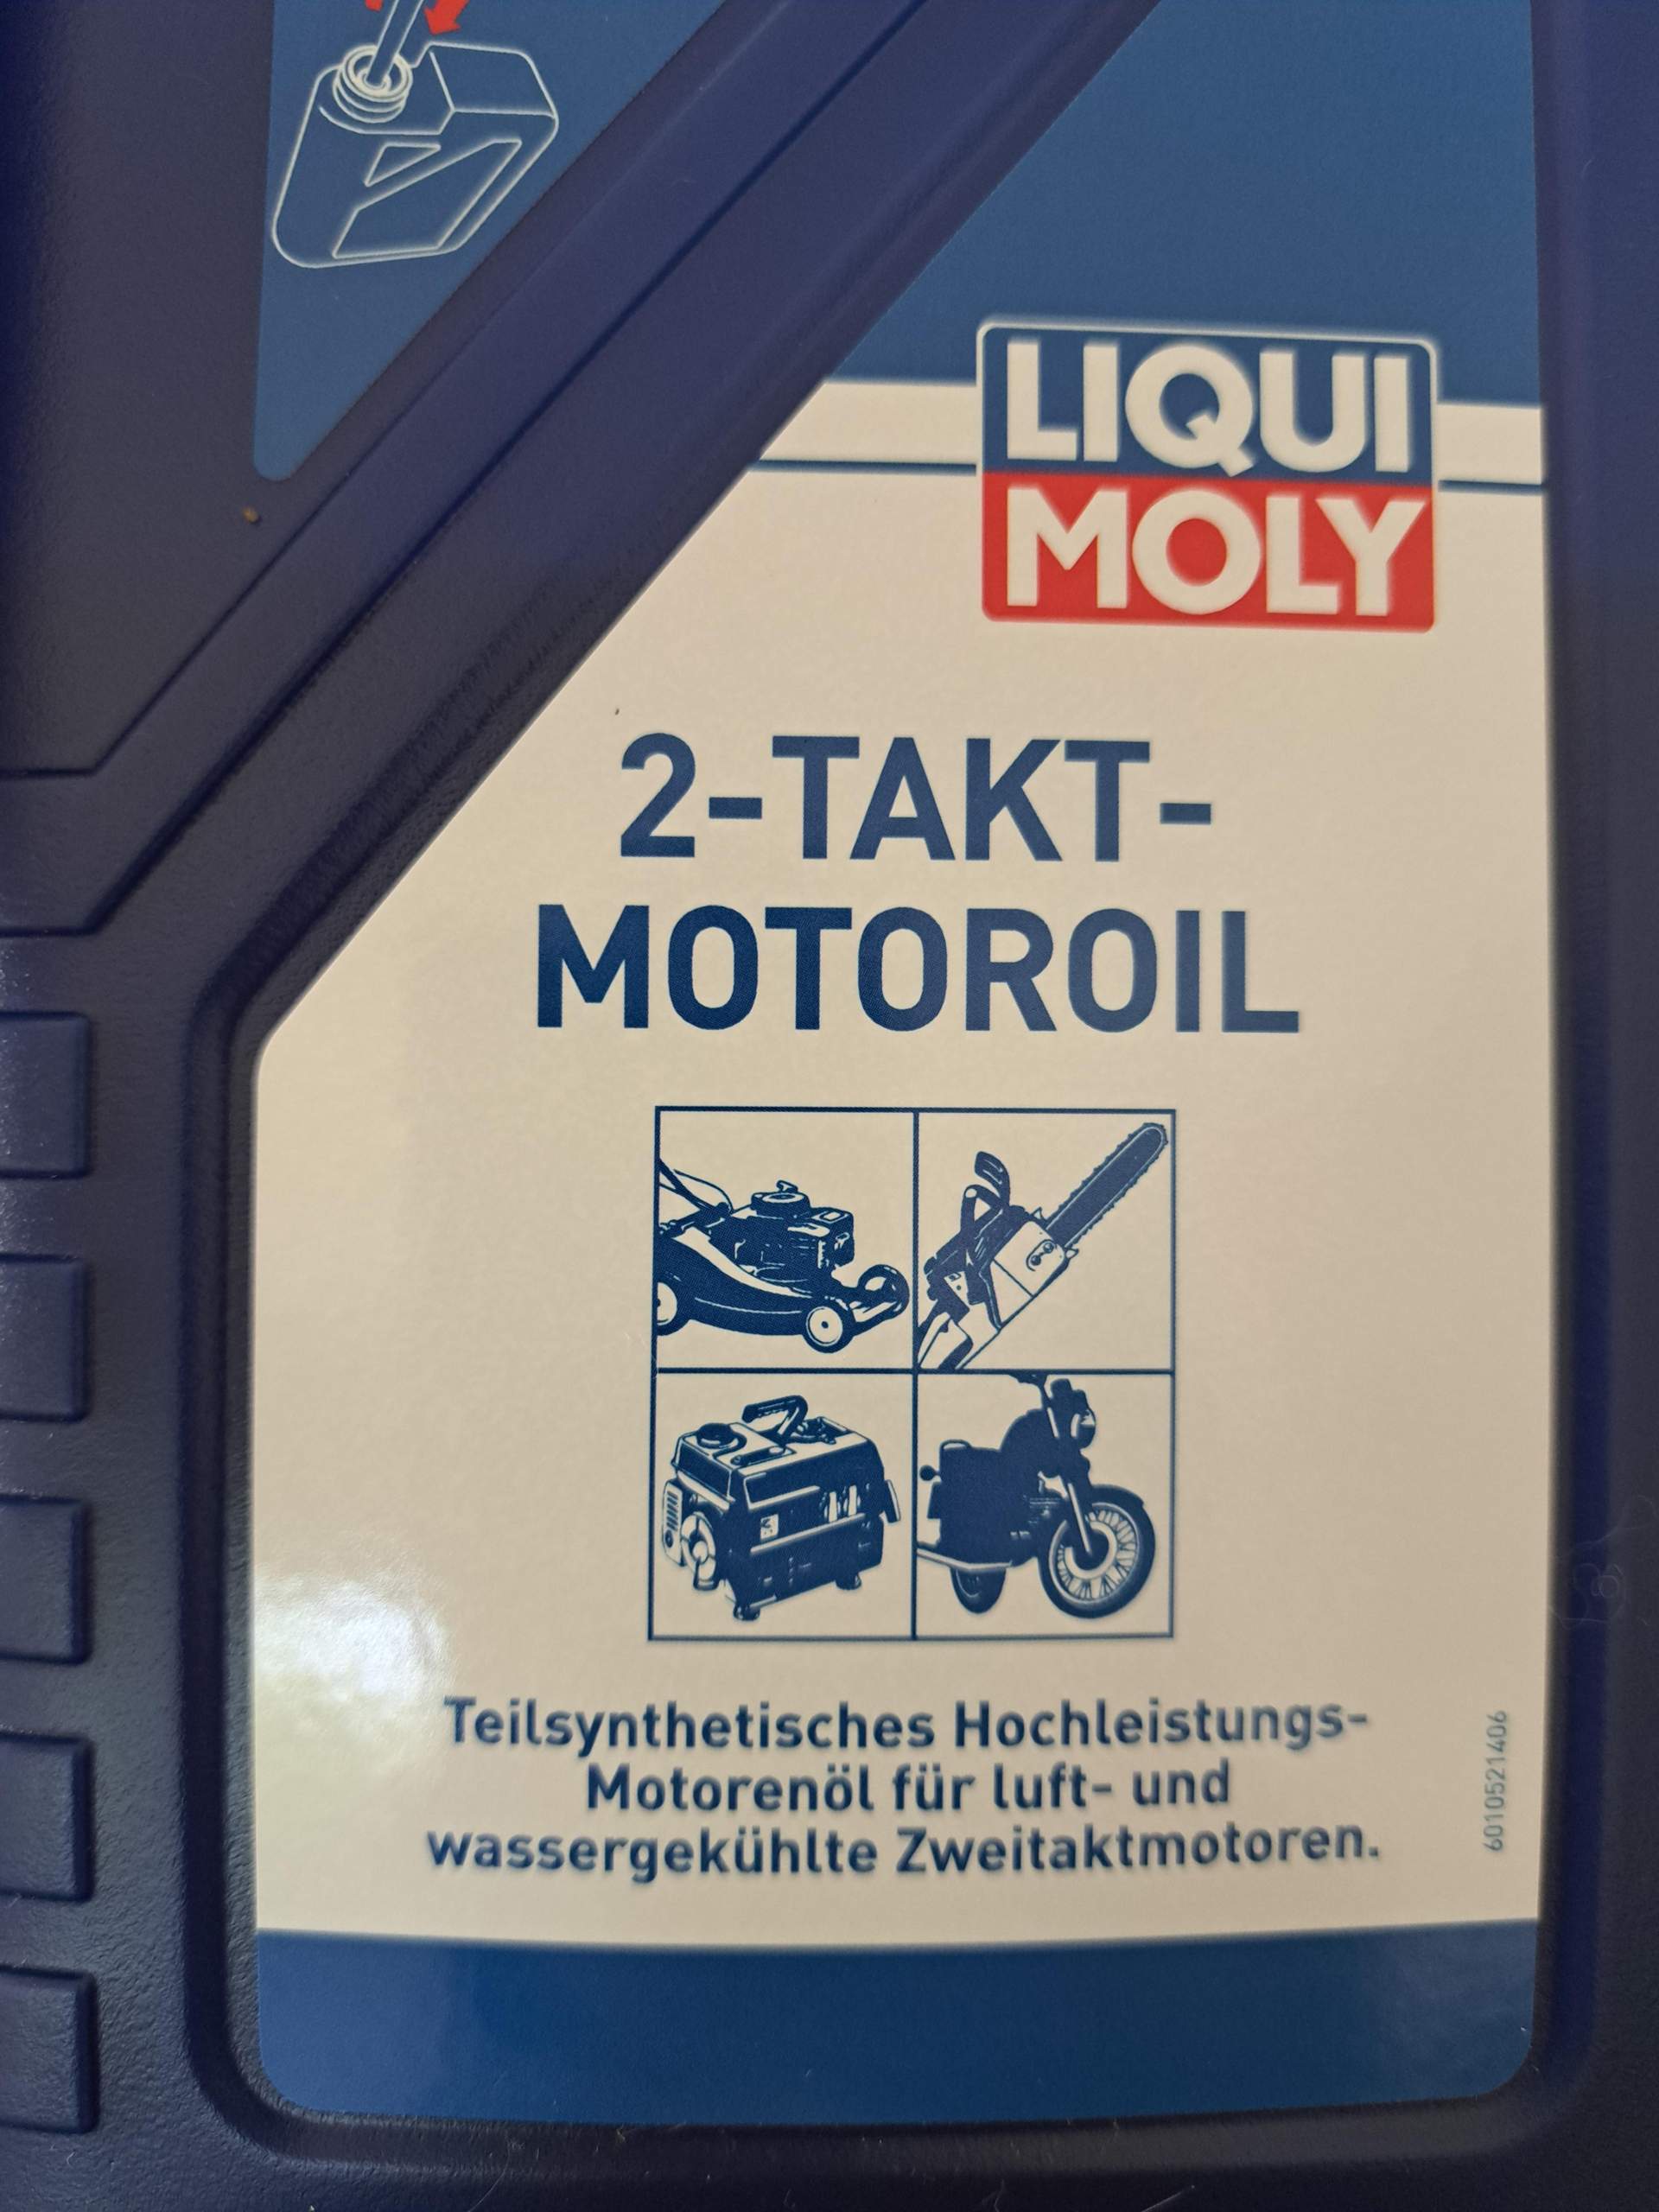 LIQUI
MOLY
2-TAKT-
MOTOROIL
Teilsynthetisches Hochleistungs-
Motorenöl für luft- und
wassergekühlte Zweitaktmotoren.
6010521406